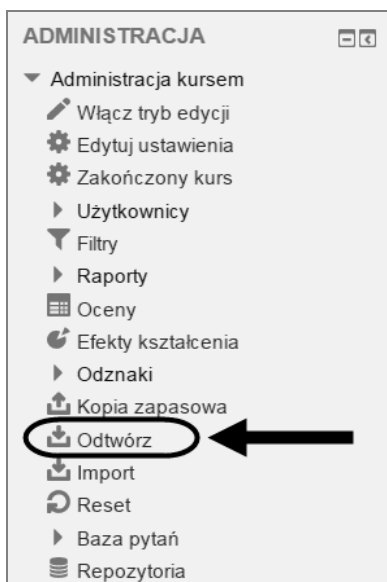 ADMINISTRACJA
Administracja kursem
Włącz tryb edycji
Edytuj ustawienia
Zakończony kurs
Użytkownicy
Filtry
Raporty
Oceny
Efekty kształcenia
Odznaki
Kopia zapasowa
Odtwórz
Import
Reset
Baza pytań
Repozytoria